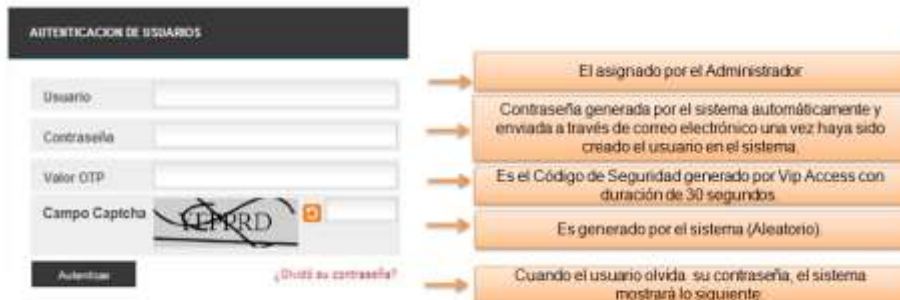 AUTENTICACION DE USUARIOS
El asignado por el Administrador
Usuario
Contraseña generada por el sistema automáticamente y
enviada a través de correo electrónico una vez haya sido
creado el usuario en el sistema.
Contraseña
Valor OTP
Es el Código de Seguridad generado por Vip Access con
duración de 30 segundos
Campo Captcha
Es generado por el sistema (Aleatorio)
Autenticar
¿Olvidó su contraseña?
Cuando el usuario olvida su contraseña, el sistema
mostrará lo siguiente